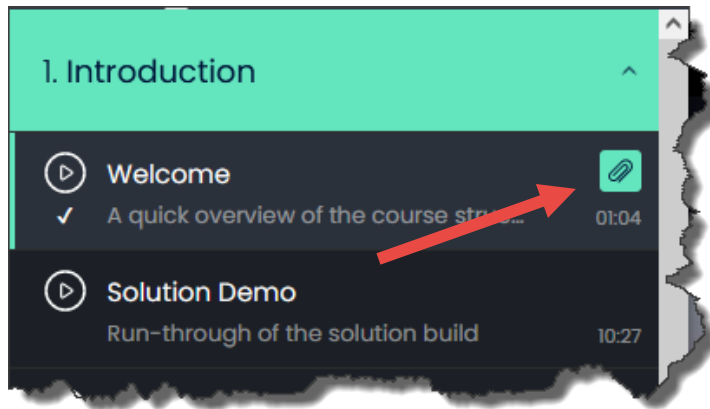 1. Introduction
Welcome
A quick overview of the course struc...
01:04
Solution Demo
Run-through of the solution build
10:27